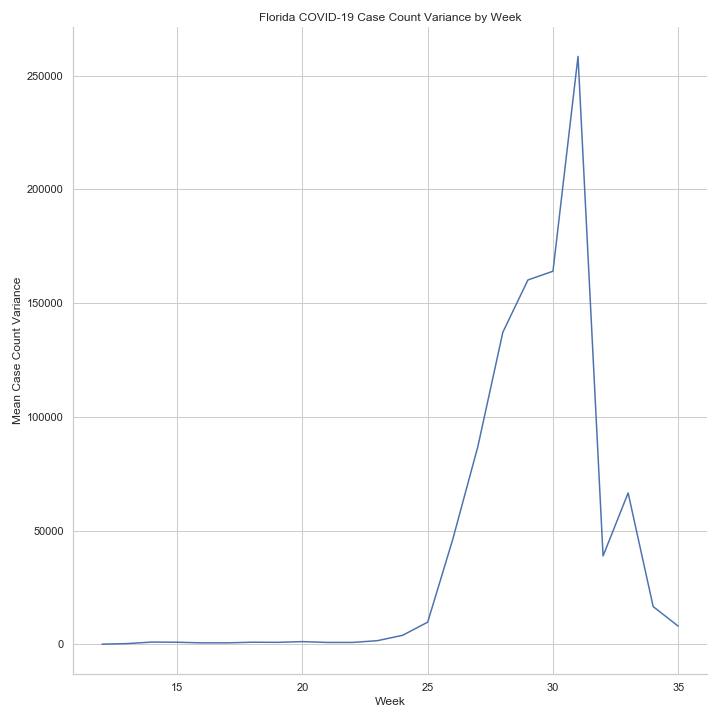 Florida COVID-19 Case Count Variance by Week
Mean Case Count Variance
250000
200000
150000
100000
50000
0
15 20 25 30 35
Week